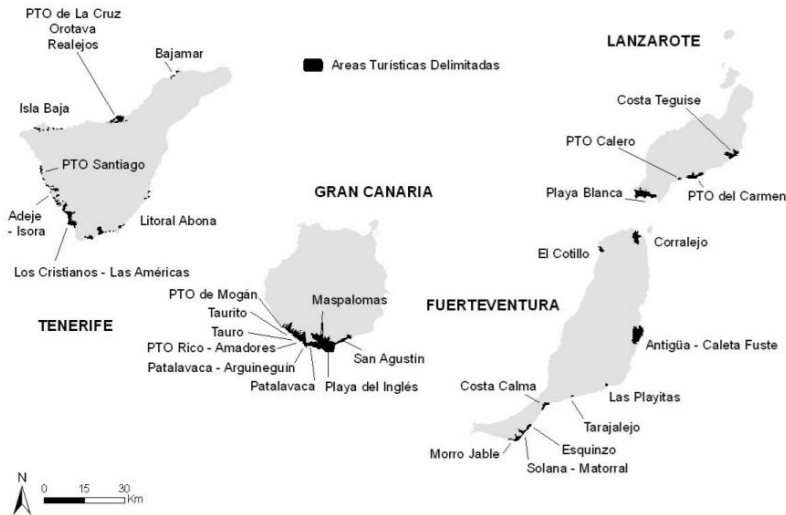 PTO de La Cruz
Orotava
Realejos
Bajamar
Isla Baja
PTO Santiago
Adeje
- Isora
Litoral Abona
Los Cristianos - Las Américas
TENERIFE
Areas Turísticas Delimitadas
GRAN CANARIA
PTO de Mogán
Maspalomas
Taurito
Tauro
PTO Rico - Amadores
Patalavaca - Arguineguín
San Agustin
Patalavaca
Playa del Inglés
LANZAROTE
Costa Teguise
PTO Calero
Playa Blanca
PTO del Carmen
El Cotillo
Corralejo
FUERTEVENTURA
Antigüa - Caleta Fuste
Costa Calma
Las Playitas
Tarajalejo
Esquinzo
Morro Jable
Solana - Matorral
N
0 15 30
Km